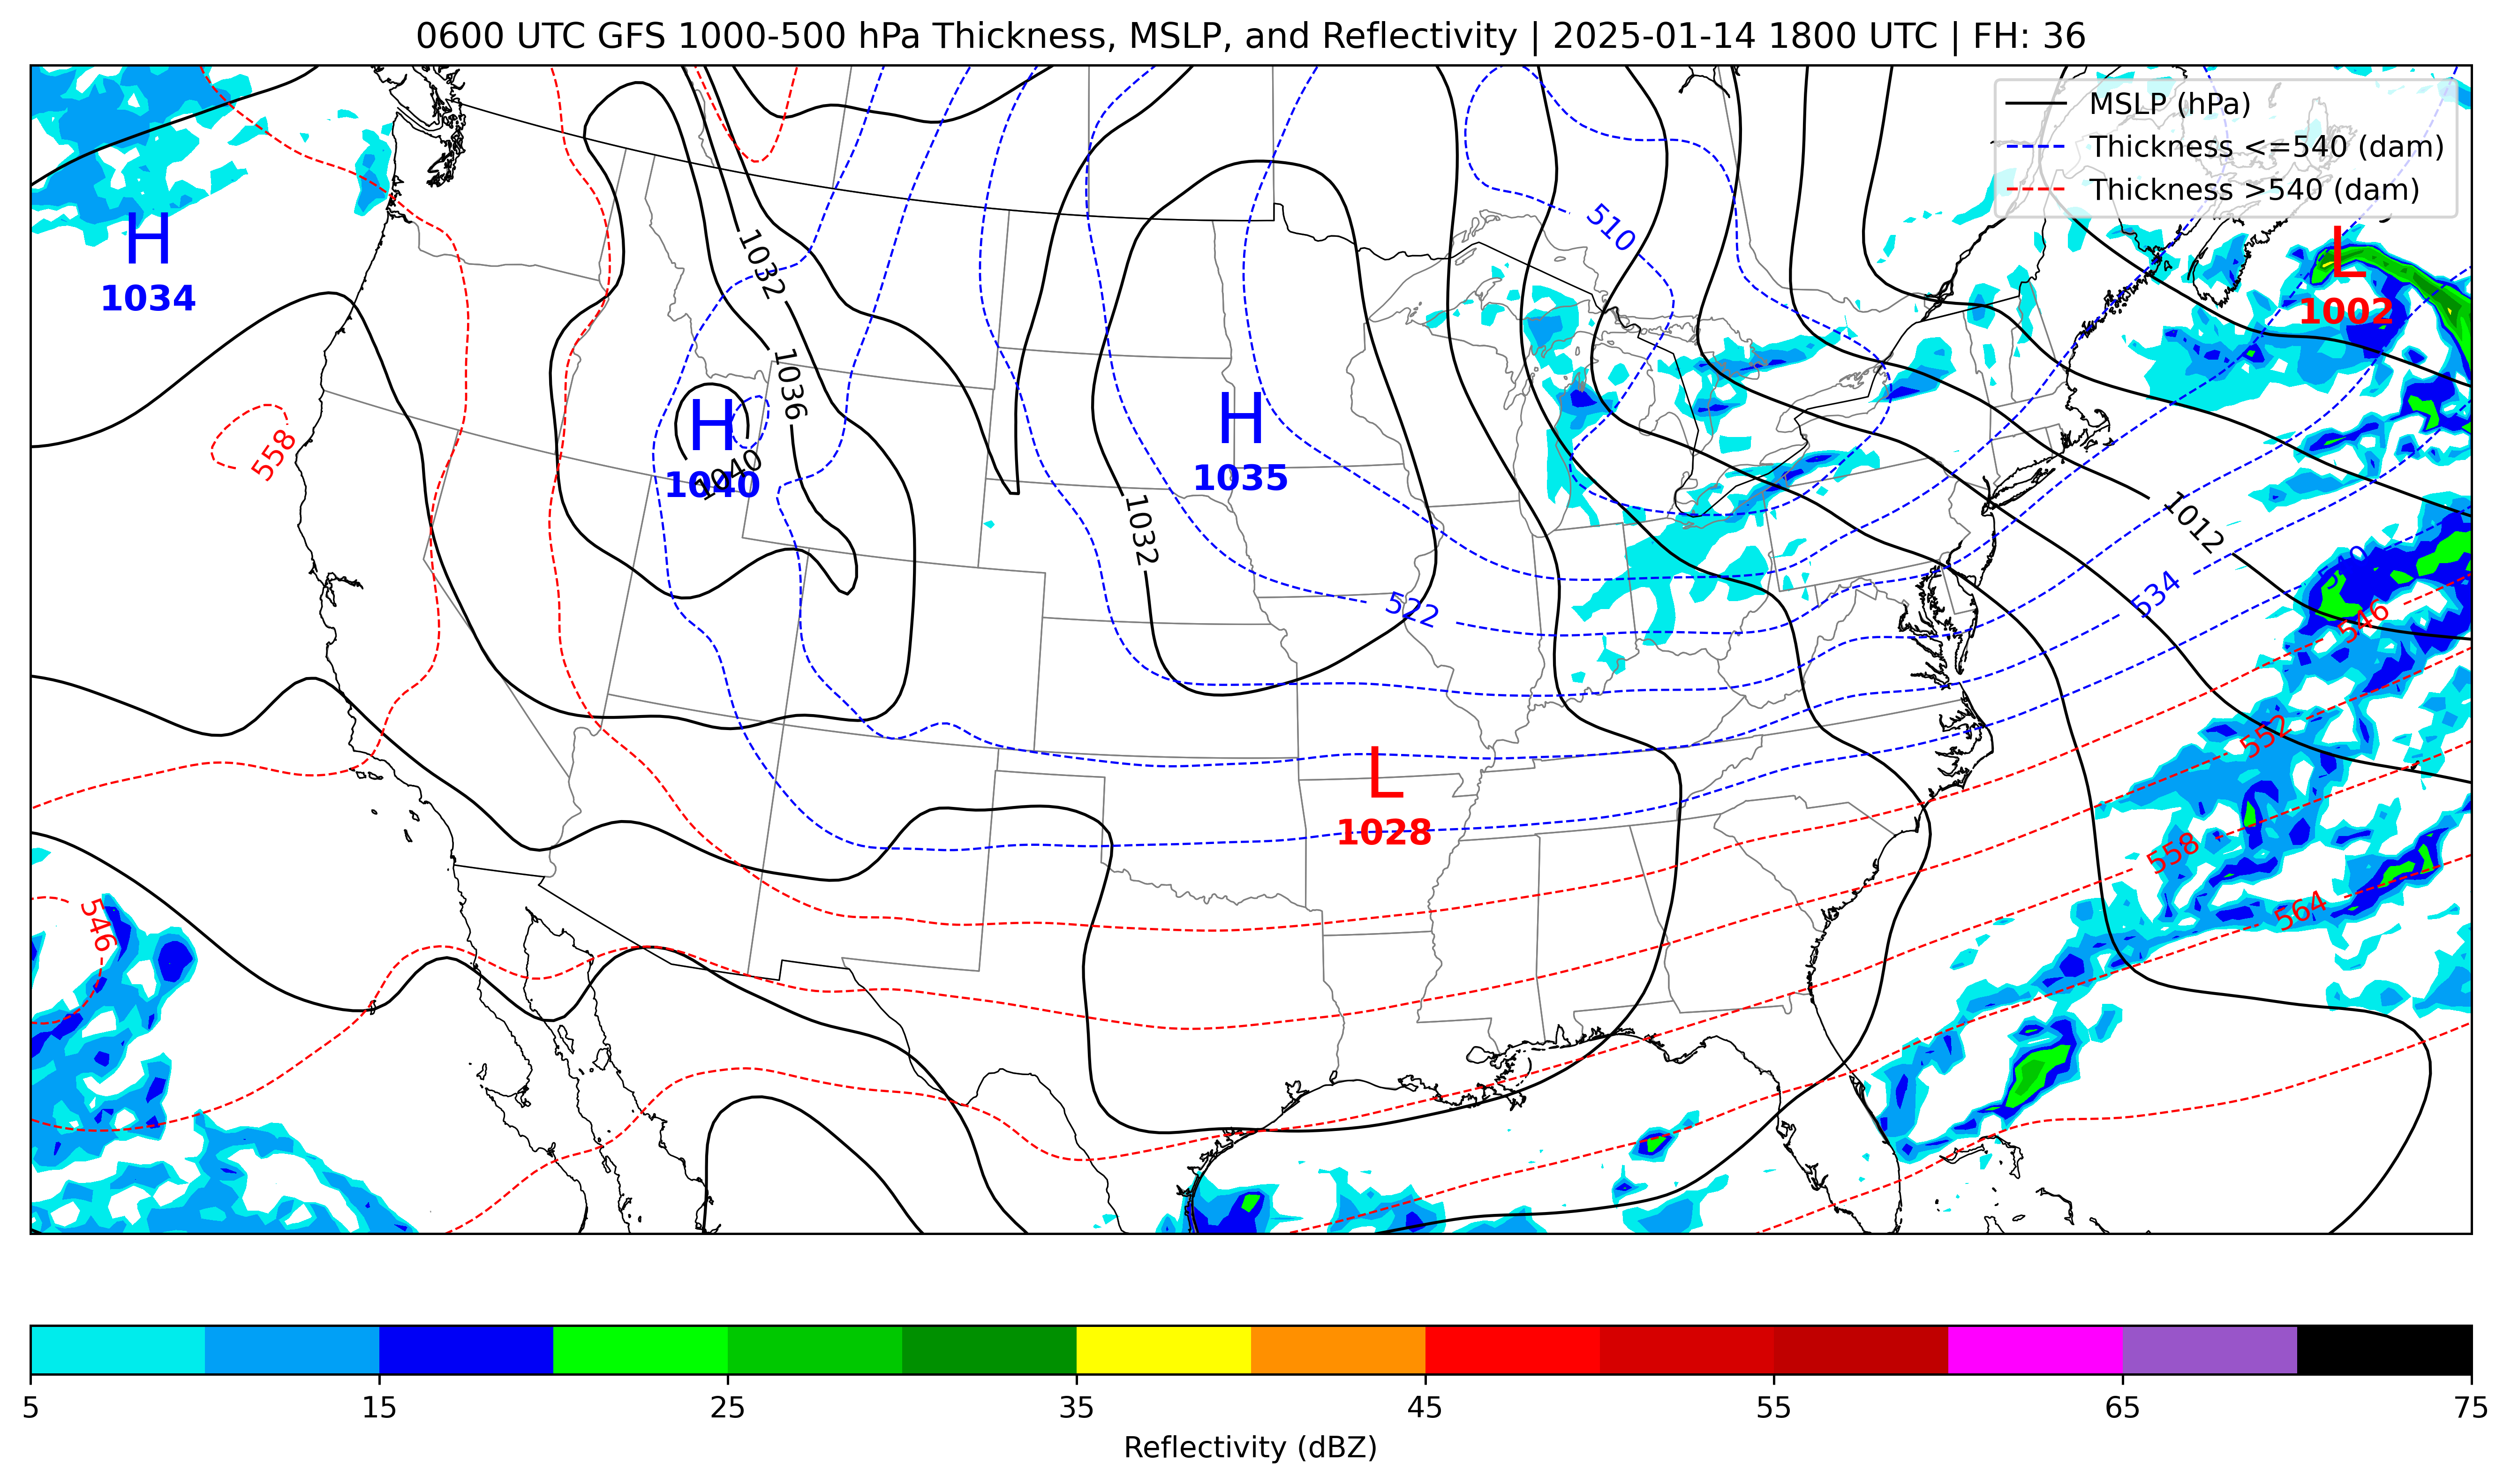 0600 UTC GFS 1000-500 hPa Thickness, MSLP, and Reflectivity | 2025-01-14 1800 UTC | FH: 36
MSLP (hPa)
Thickness <=540 (dam)
Thickness >540 (dam)
510
1032
H
1034
L
1002
1036
H
1040
1040
H
1035
558
1032
1012
522
534
540
546
552
L
1028
558
564
546
5
15
25
35
45
55
65
75
Reflectivity (dBZ)